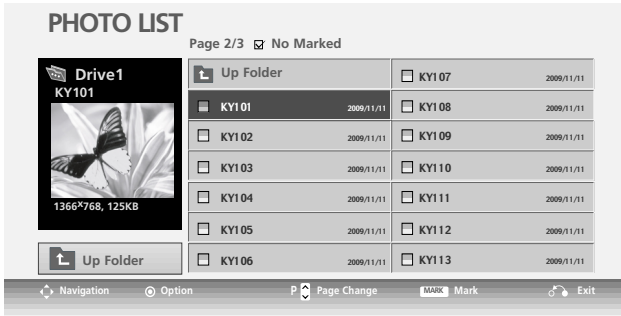 PHOTO LIST
Page 2/3 No Marked
Drive1
KY101
1366x768, 125KB
Up Folder
Up Folder
KY101 2009/11/11
KY102 2009/11/11
KY103 2009/11/11
KY104 2009/11/11
KY105 2009/11/11
KY106 2009/11/11
KY107 2009/11/11
KY108 2009/11/11
KY109 2009/11/11
KY110 2009/11/11
KY111 2009/11/11
KY112 2009/11/11
KY113 2009/11/11
Navigation Option P Page Change MARK Mark Exit